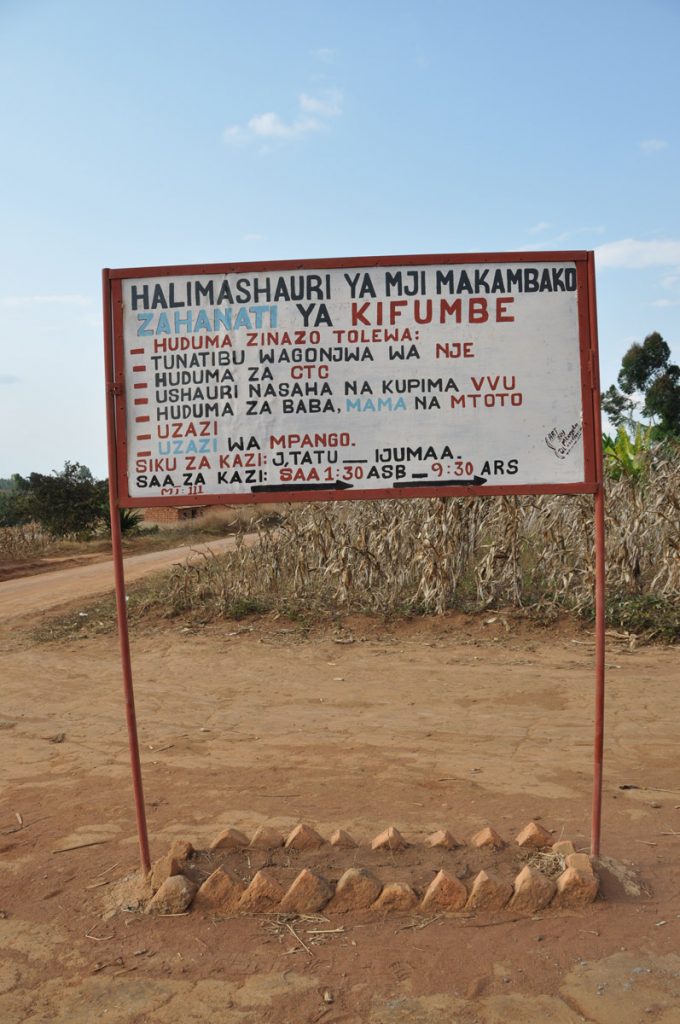 HALIMASHAURI YA MJI MAKAMBAKO
ZAHANATI YA KIFUMBE
- HUDUMA ZINAZO TOLEWA:
- TUNATIBU WAGONJWA WA NJE
- HUDUMA ZA CTC
- USHAURI NASAHA NA KUPIMA VVU
- HUDUMA ZA BABA, MAMA NA MTOTO
- UZAZI
- UZAZI WA MPANGO.
SIKU ZA KAZI: J,TATU __ IJUMAA.
SAA ZA KAZI: SAA 1:30 ASB _ 9:30 ARS
ART